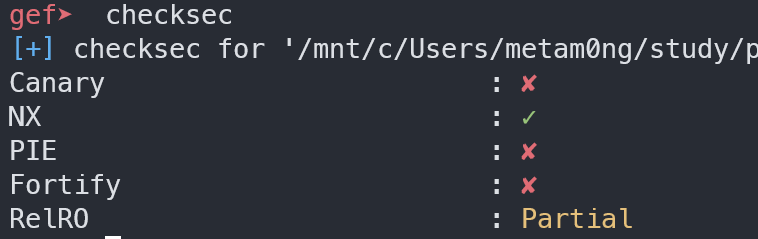 gef➤ checksec
[+] checksec for '/mnt/c/Users/metam0ng/study/p
Canary : ✘
NX : ✓
PIE : ✘
Fortify : ✘
RelRO : Partial